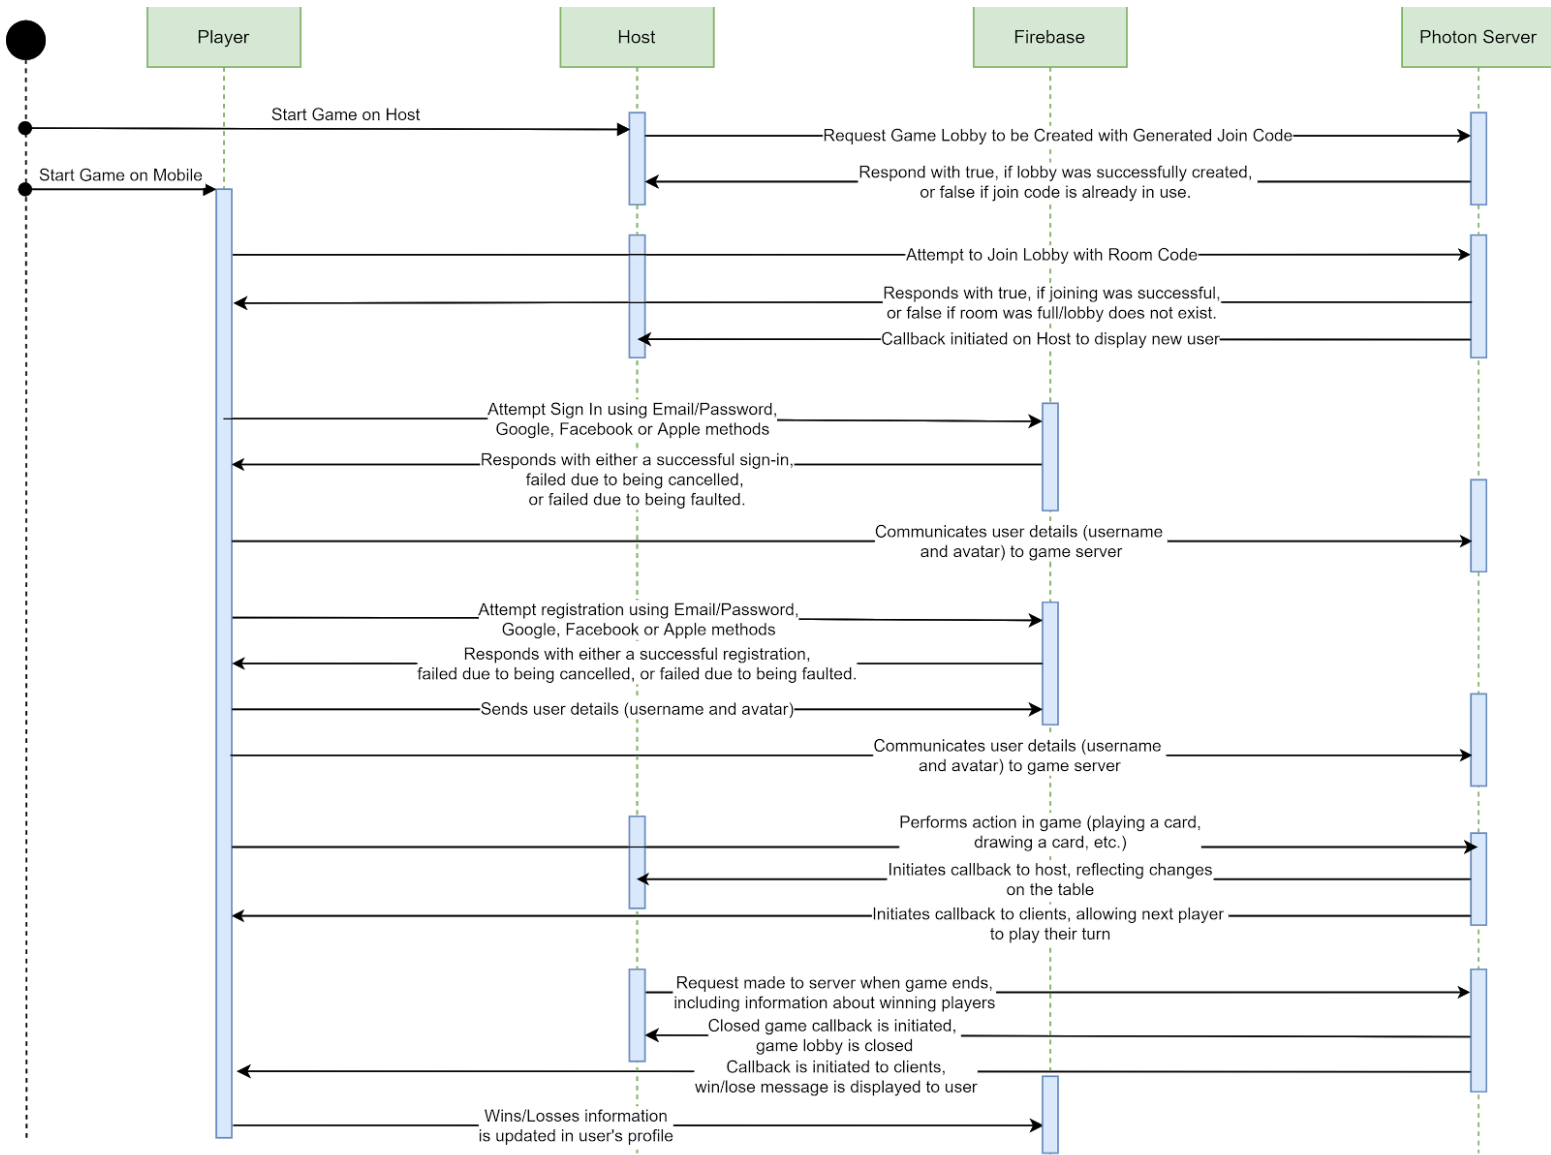 Player
Host
Firebase
Photon Server
Start Game on Host
Request Game Lobby to be Created with Generated Join Code
Start Game on Mobile
Respond with true, if lobby was successfully created,
or false if join code is already in use.
Attempt to Join Lobby with Room Code
Responds with true, if joining was successful,
or false if room was full/lobby does not exist.
Callback initiated on Host to display new user
Attempt Sign In using Email/Password,
Google, Facebook or Apple methods
Responds with either a successful sign-in,
failed due to being cancelled,
or failed due to being faulted.
Communicates user details (username
and avatar) to game server
Attempt registration using Email/Password,
Google, Facebook or Apple methods
Responds with either a successful registration,
failed due to being cancelled, or failed due to being faulted.
Sends user details (username and avatar)
Communicates user details (username
and avatar) to game server
Performs action in game (playing a card,
drawing a card, etc.)
Initiates callback to host, reflecting changes
on the table
Initiates callback to clients, allowing next player
to play their turn
Request made to server when game ends,
including information about winning players
Closed game callback is initiated,
game lobby is closed
Callback is initiated to clients,
win/lose message is displayed to user
Wins/Losses information
is updated in user's profile